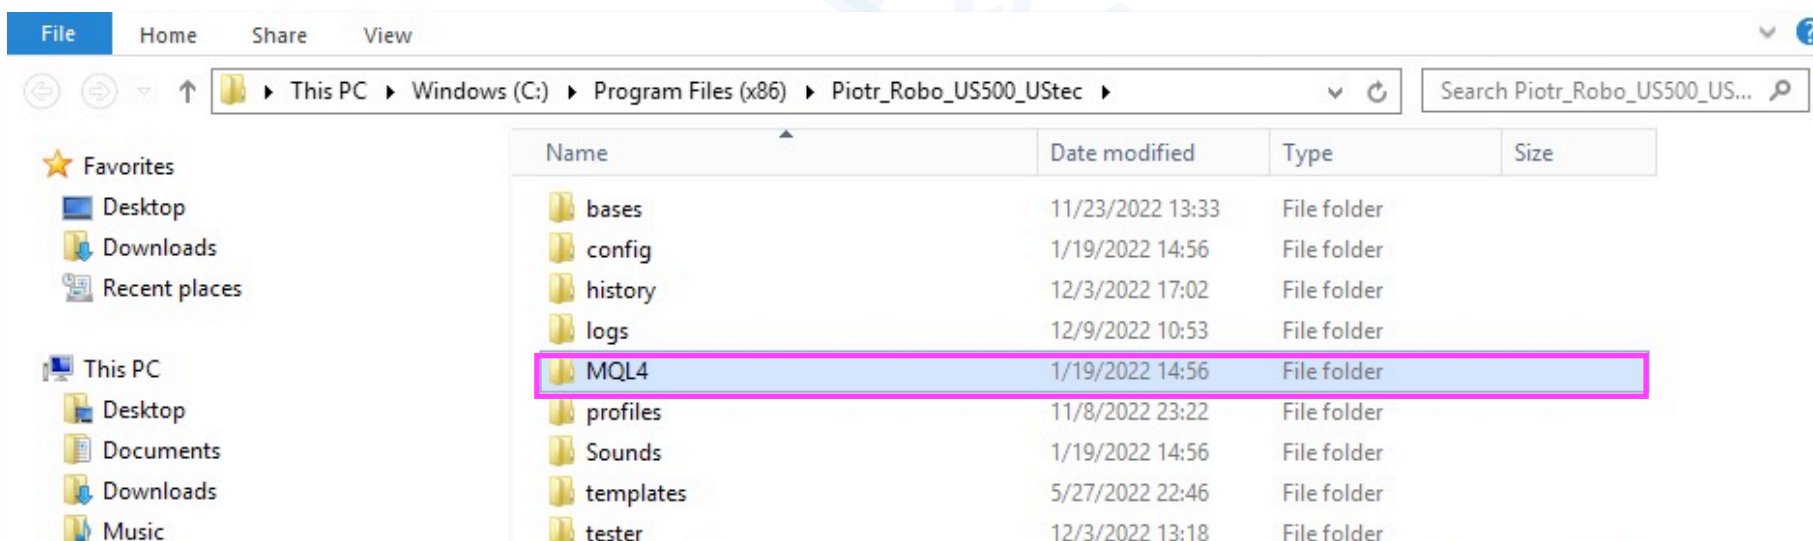 File Home Share View
This PC Windows (C:) Program Files (x86) Piotr_Robo_US500_UStec Search Piotr_Robo_US500_US...
Name Date modified Type Size
Favorites
Desktop bases 11/23/2022 13:33 File folder
Downloads config 1/19/2022 14:56 File folder
Recent places history 12/3/2022 17:02 File folder
logs 12/9/2022 10:53 File folder
This PC MQL4 1/19/2022 14:56 File folder
Desktop profiles 11/8/2022 23:22 File folder
Documents Sounds 1/19/2022 14:56 File folder
Downloads templates 5/27/2022 22:46 File folder
Music tester 12/3/2022 13:18 File folder